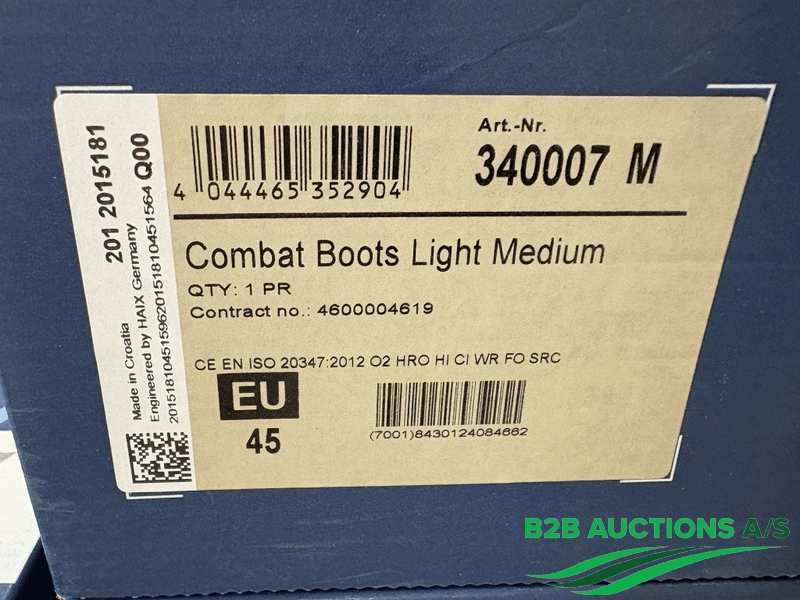 201 2015181
Q00
Made in Croatia
Engineered by HAIX Germany
20151810451596201518104515​64
4 044465 352904
Art.-Nr.
340007 M
Combat Boots Light Medium
QTY: 1 PR
Contract no.: 4600004619
CE EN ISO 20347:2012 O2 HRO HI CI WR FO SRC
EU
45
(7001)8430124084662
B2B AUCTIONS A/S